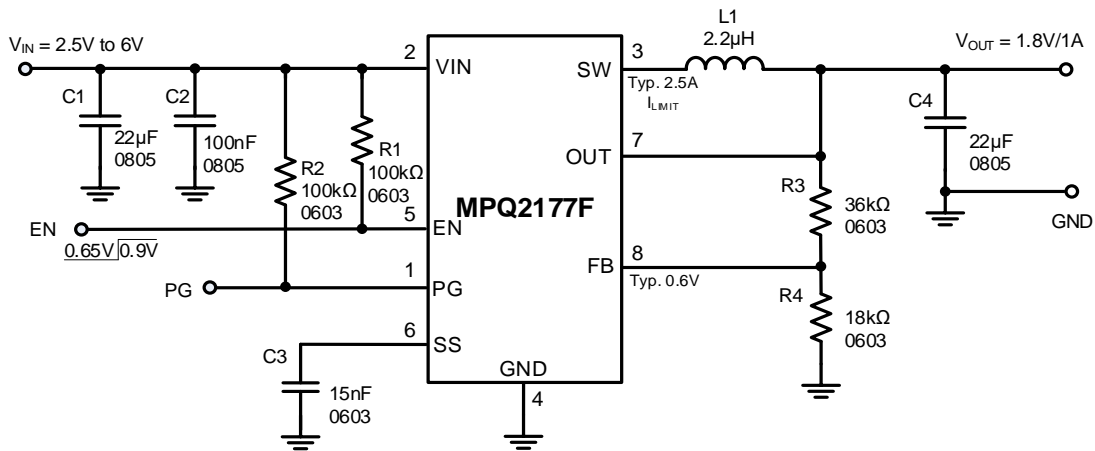 V_IN = 2.5V to 6V
C1
22µF
0805
C2
100nF
0805
R2
100kΩ
0603
R1
100kΩ
0603
EN
0.65V 0.9V
PG
C3
15nF
0603
2
VIN
5
EN
1
PG
6
SS
MPQ2177F
GND
4
3
SW
Typ. 2.5A
I_LIMIT
7
OUT
8
FB
Typ. 0.6V
L1
2.2µH
V_OUT = 1.8V/1A
C4
22µF
0805
GND
R3
36kΩ
0603
R4
18kΩ
0603